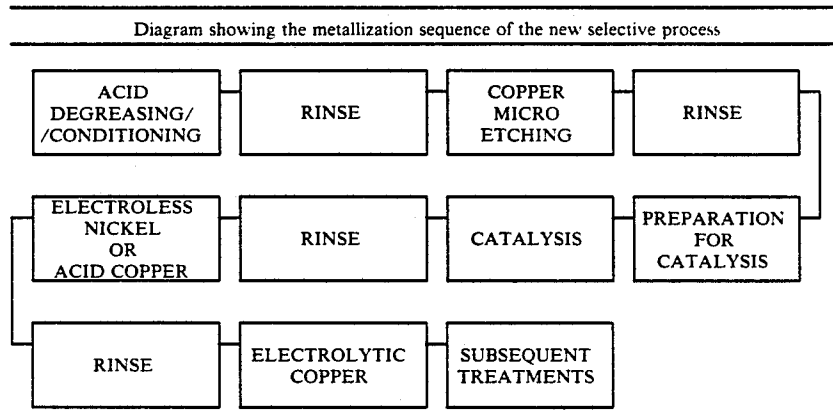 Diagram showing the metallization sequence of the new selective process
ACID
DEGREASING/
/CONDITIONING
RINSE
COPPER
MICRO
ETCHING
RINSE
ELECTROLESS
NICKEL
OR
ACID COPPER
RINSE
CATALYSIS
PREPARATION
FOR
CATALYSIS
RINSE
ELECTROLYTIC
COPPER
SUBSEQUENT
TREATMENTS